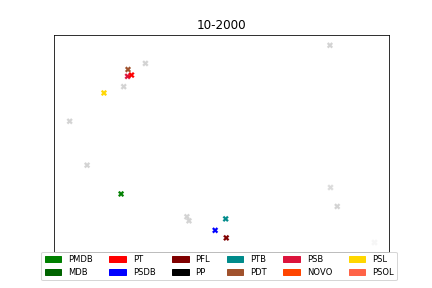 10-2000
PMDB PT PFL PTB PSB PSL
MDB PSDB PP PDT NOVO PSOL